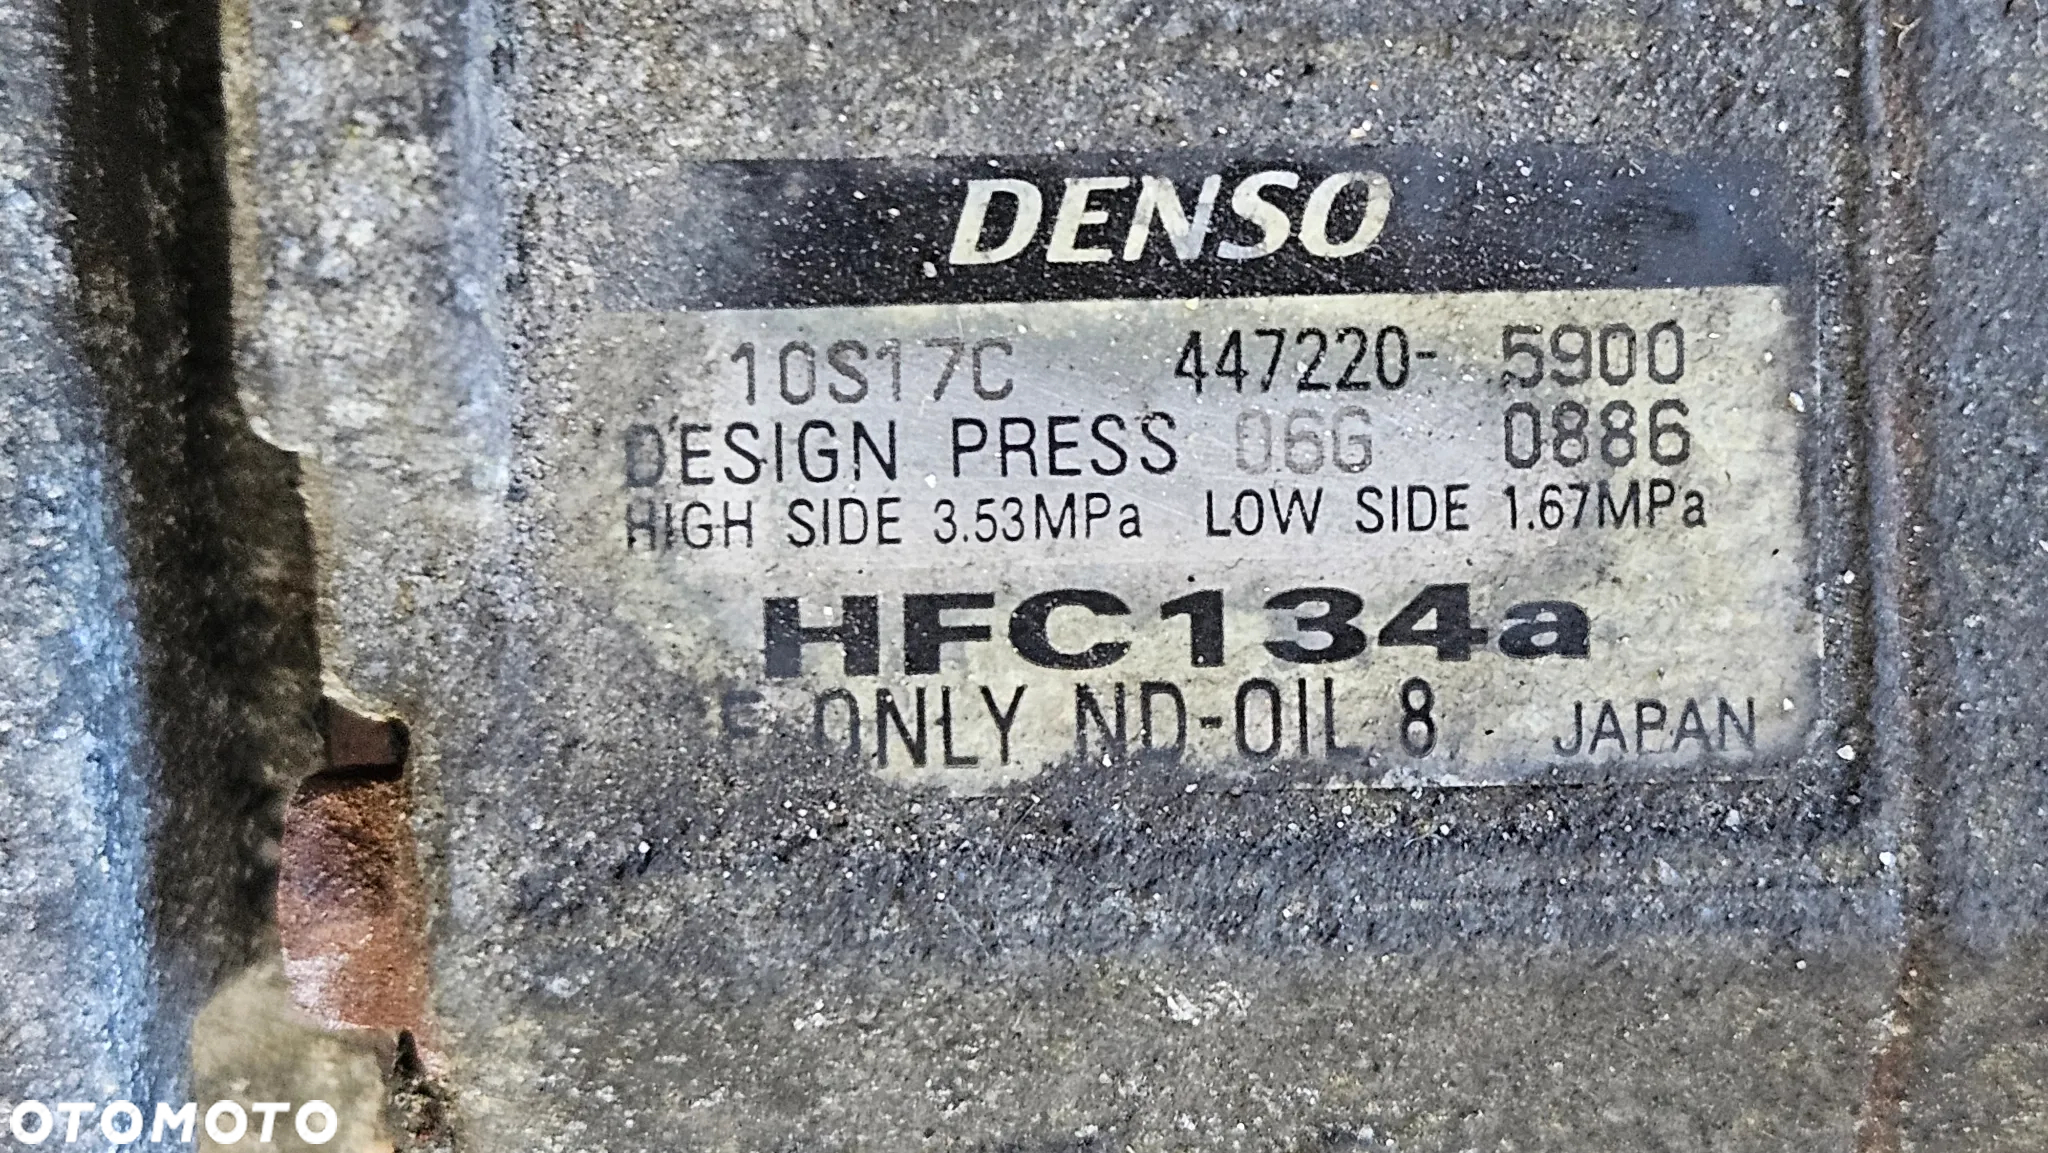 DENSO
10S17C 447220- 5900
DESIGN PRESS 06G 0886
HIGH SIDE 3.53MPa LOW SIDE 1.67MPa
HFC134a
ONLY ND-OIL 8 JAPAN
OTOMOTO